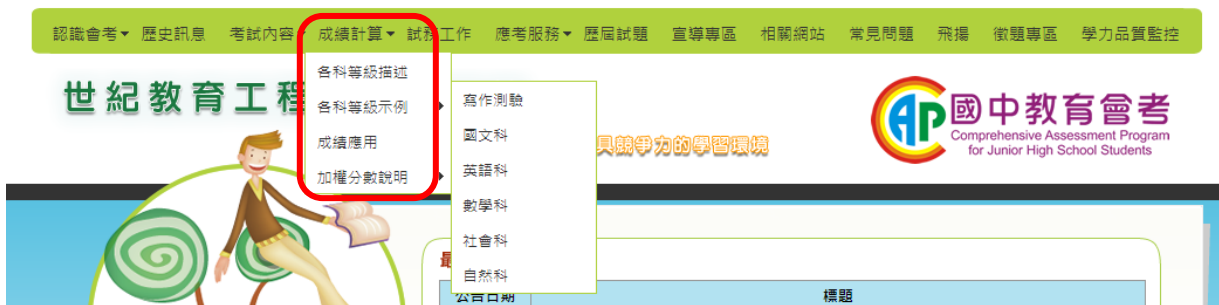 認識會考▾ 歷史訊息 考試內容▾ 成績計算▾ 試務工作 應考服務▾ 歷屆試題 宣導專區 相關網站 常見問題 飛揚 徵題專區 學力品質監控
各科等級描述
各科等級示例
成績應用
加權分數說明
寫作測驗
國文科
英語科
數學科
社會科
自然科
世紀教育工程
具競爭力的學習環境
AP 國中教育會考
Comprehensive Assessment Program
for Junior High School Students
最
公告日期 標題